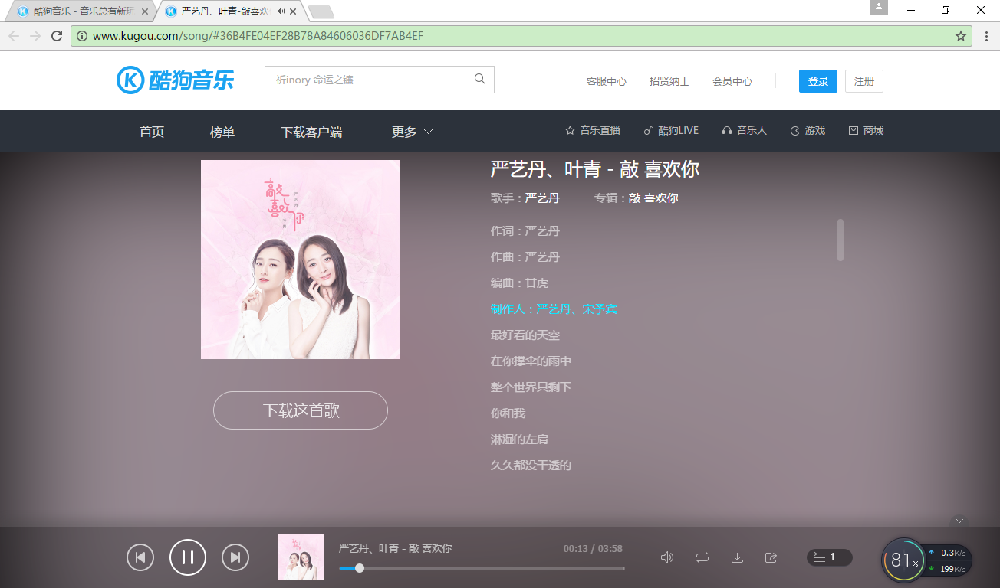 酷狗音乐 - 音乐总有新玩
严艺丹、叶青-敲喜欢
www.kugou.com/song/#36B4FE04EF28B78A84606036DF7AB4EF
酷狗音乐
祈inory 命运之镰
客服中心 招贤纳士 会员中心 登录 注册
首页 榜单 下载客户端 更多 音乐直播 酷狗LIVE 音乐人 游戏 商城
敲喜欢你
严艺丹
叶青
严艺丹、叶青 - 敲 喜欢你
歌手：严艺丹 专辑：敲 喜欢你
作词：严艺丹
作曲：严艺丹
编曲：甘虎
制作人：严艺丹、宋予宾
最好看的天空
在你撑伞的雨中
整个世界只剩下
你和我
淋湿的左肩
久久都没干透的
下载这首歌
严艺丹、叶青 - 敲 喜欢你 00:13 / 03:58
1
81%
0.3K/s
199K/s